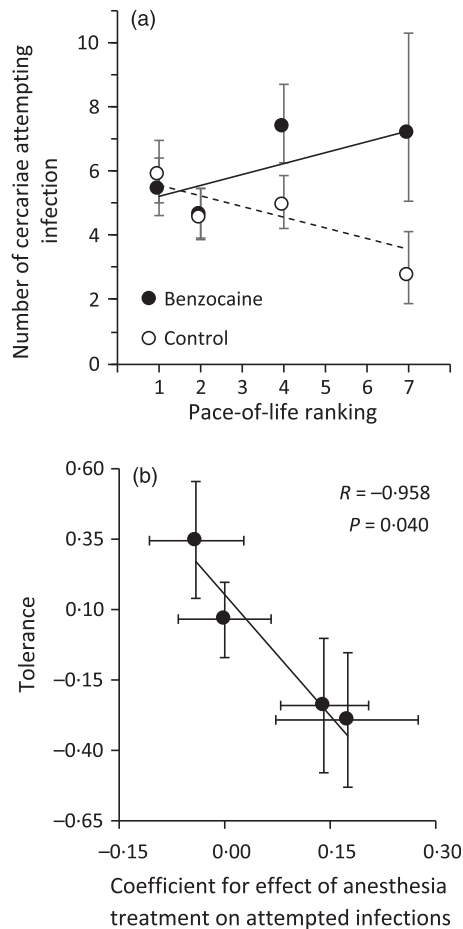 (a)
10
8
6
4
2
0
Number of cercariae attempting
infection
Benzocaine
Control
1 2 3 4 5 6 7
Pace-of-life ranking
(b)
R = –0·958
P = 0·040
0·60
0·35
0·10
–0·15
–0·40
–0·65
Tolerance
–0·15 0·00 0·15 0·30
Coefficient for effect of anesthesia
treatment on attempted infections